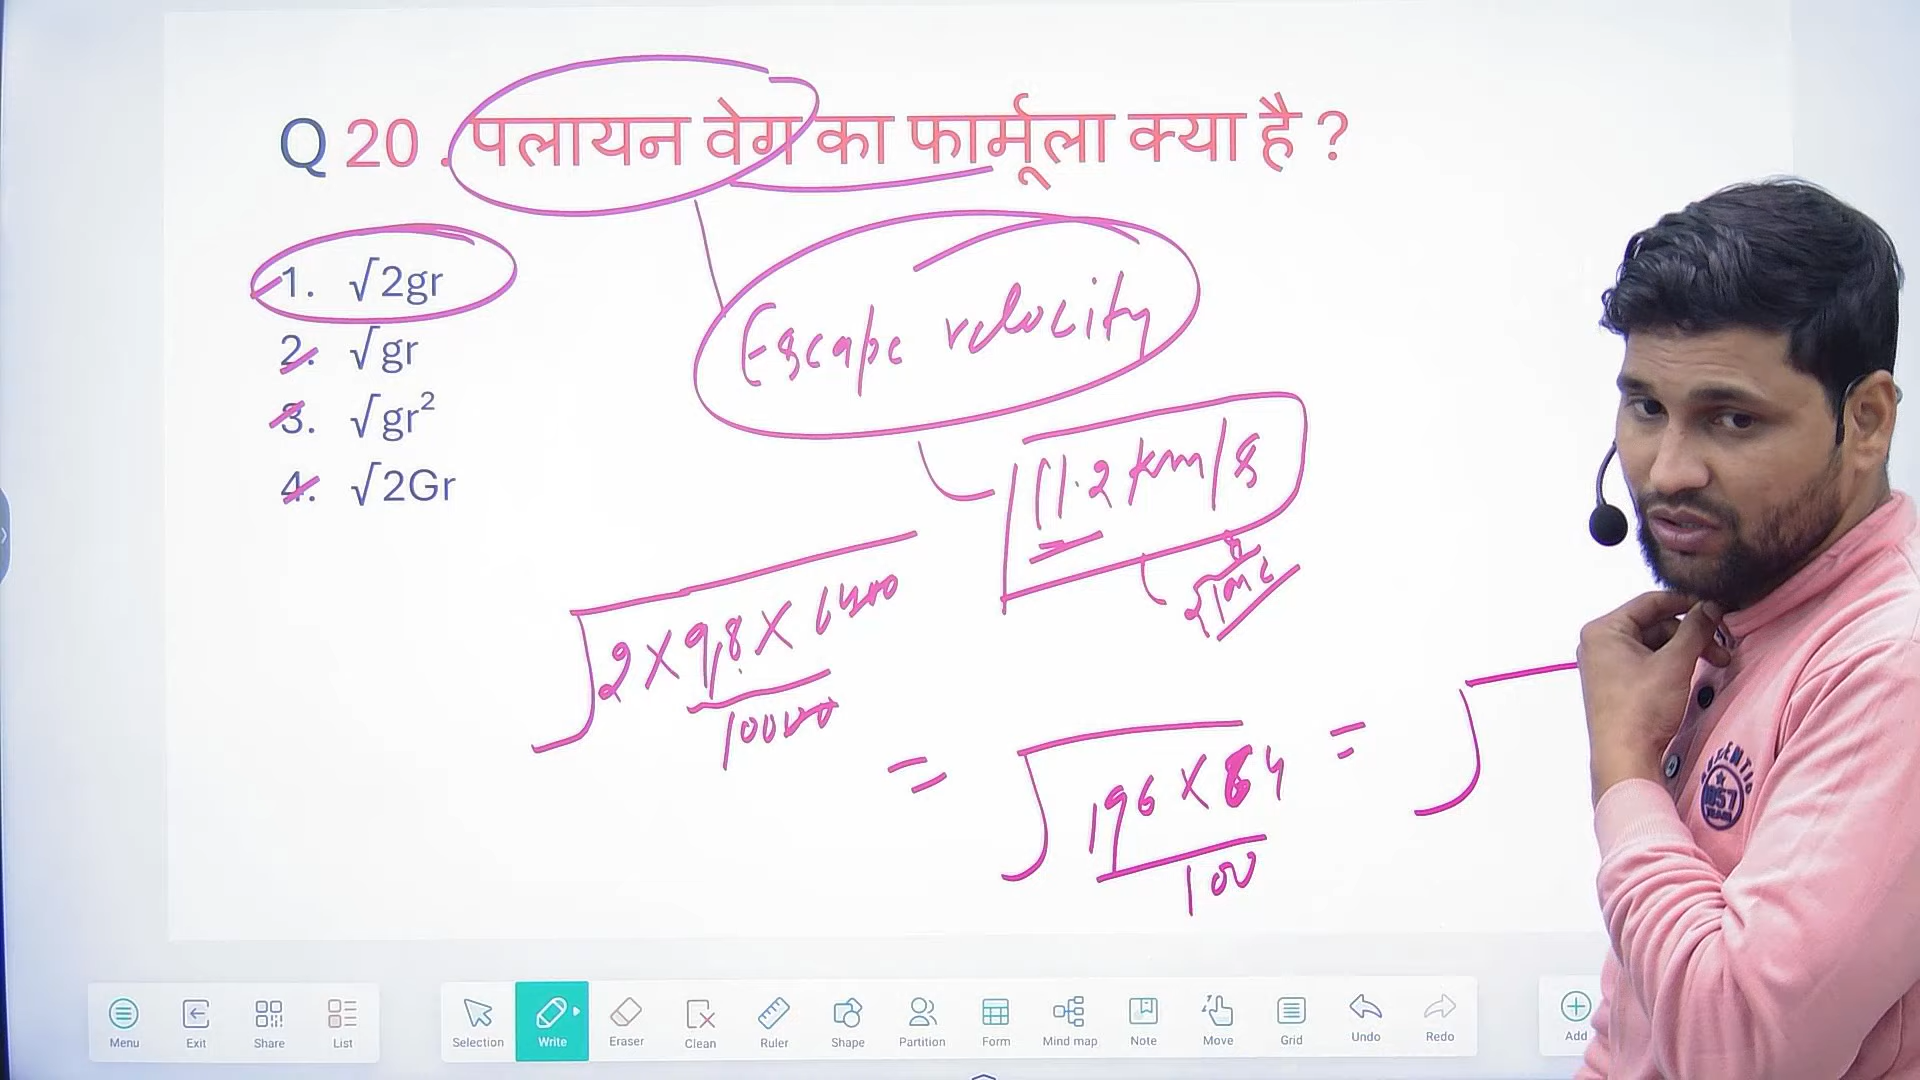 Q 20 . पलायन वेग का फार्मूला क्या है ?
1. √2gr
2. √gr
3. √gr²
4. √2Gr
Escape velocity
11.2 km/s
√2 × 9.8 × 6400
1000
= √196 × 64 = √
100
1857
TEAM
Menu Exit Share List Selection Write Eraser Clean Ruler Shape Partition Form Mind map Note Move Grid Undo Redo Add